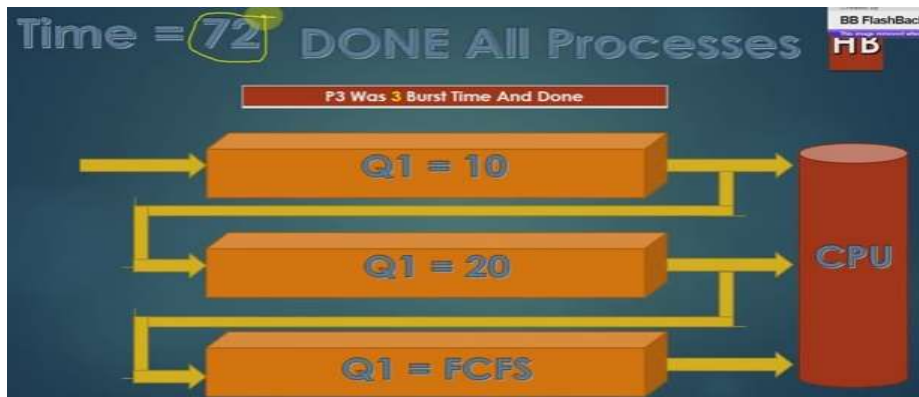 Time = 72
DONE All Processes
BB FlashBac
HB
P3 Was 3 Burst Time And Done
Q1 = 10
Q1 = 20
CPU
Q1 = FCFS